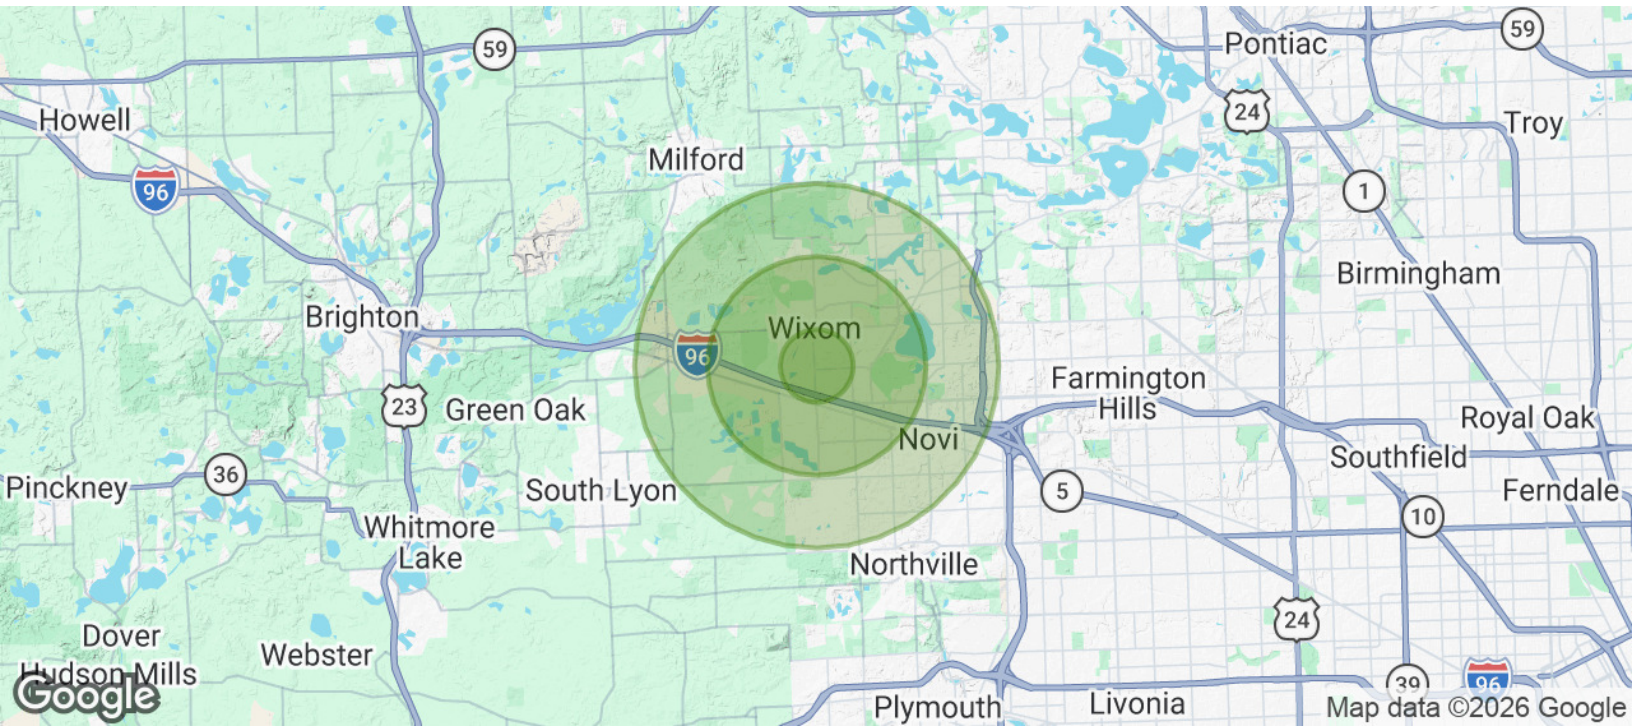 59
Pontiac
59
Howell
24
Troy
Milford
96
1
Birmingham
Brighton
Wixom
96
Farmington
Hills
23
Green Oak
Royal Oak
Novi
Southfield
36
Pinckney
South Lyon
5
Ferndale
10
Whitmore
Lake
Northville
24
Dover
Webster
Hudson Mills
Google
Plymouth
Livonia
39
96
Map data ©2026 Google